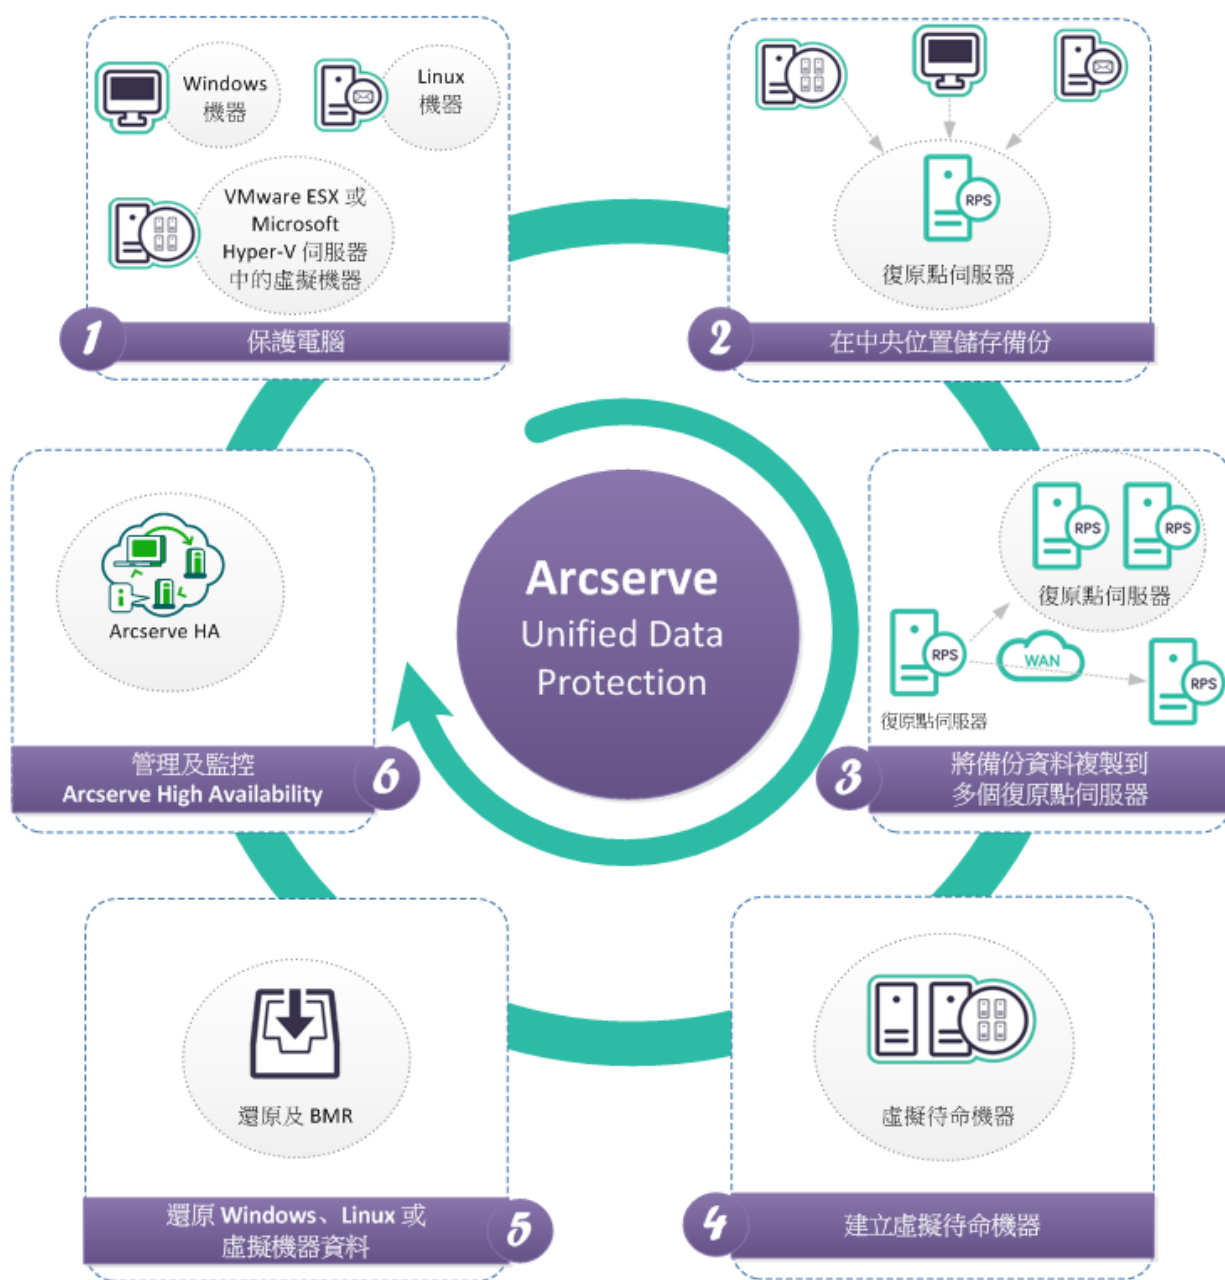 Windows
機器
Linux
機器
VMware ESX 或
Microsoft
Hyper-V 伺服器
中的虛擬機器
1
保護電腦
RPS
復原點伺服器
2
在中央位置儲存備份
RPS
RPS
復原點伺服器
RPS
WAN
RPS
復原點伺服器
3
將備份資料複製到
多個復原點伺服器
Arcserve
Unified Data
Protection
虛擬待命機器
4
建立虛擬待命機器
還原及 BMR
還原 Windows、Linux 或
虛擬機器資料
5
Arcserve HA
管理及監控
Arcserve High Availability
6